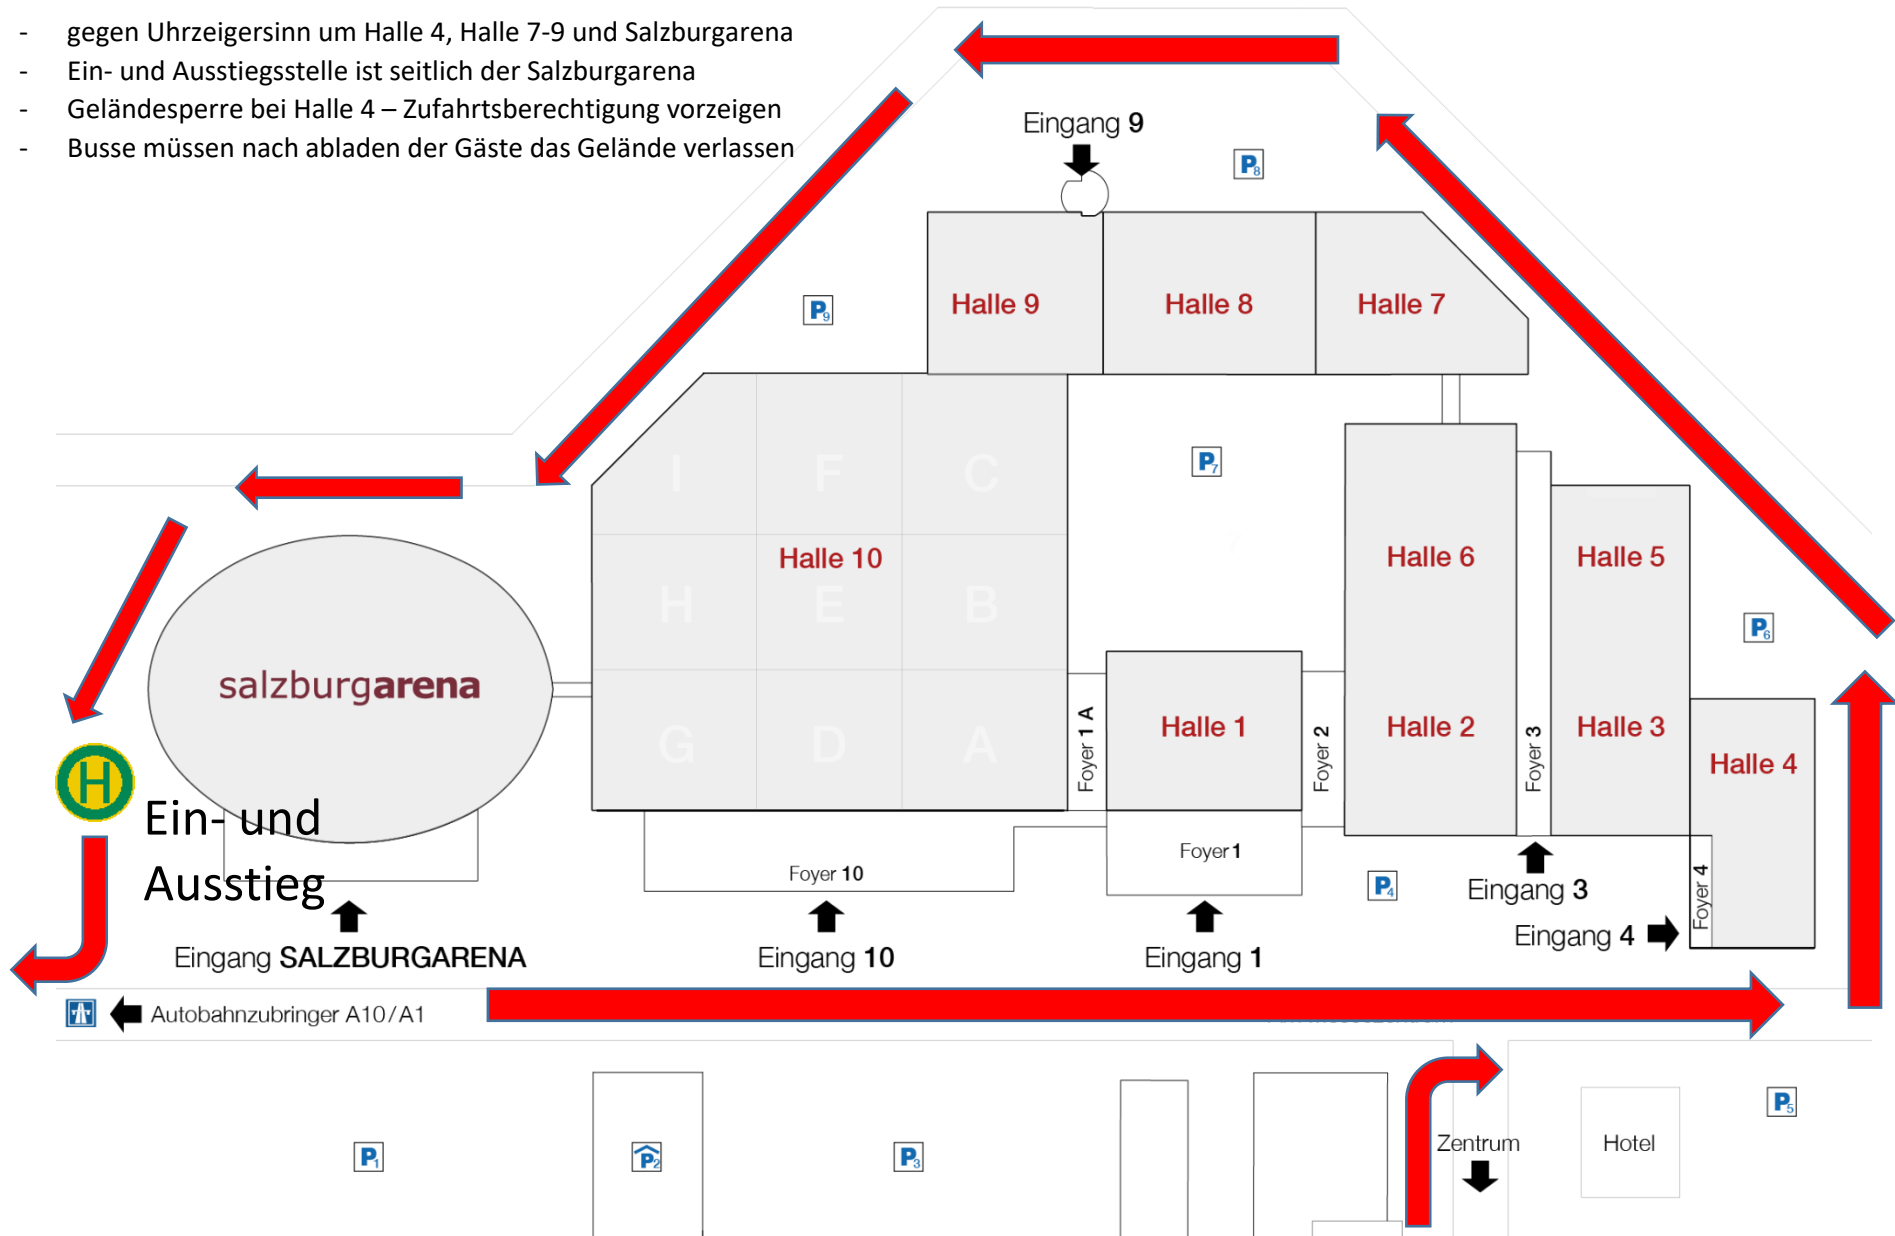 - gegen Uhrzeigersinn um Halle 4, Halle 7-9 und Salzburgarena
- Ein- und Ausstiegsstelle ist seitlich der Salzburgarena
- Geländesperre bei Halle 4 – Zufahrtsberechtigung vorzeigen
- Busse müssen nach abladen der Gäste das Gelände verlassen
Eingang 9
P8
Halle 9
Halle 8
Halle 7
P9
I
F
C
P7
7
Halle 10
Halle 6
Halle 5
H
E
B
P6
salzburgarena
G
D
A
Foyer 1 A
Halle 1
Foyer 2
Halle 2
Foyer 3
Halle 3
Halle 4
H
Ein- und
Ausstieg
Foyer 10
Foyer 1
P4
Eingang 3
Foyer 4
Eingang 4
Eingang SALZBURGARENA
Eingang 10
Eingang 1
Autobahnzubringer A10/A1
P5
P1
P2
P3
Zentrum
Hotel